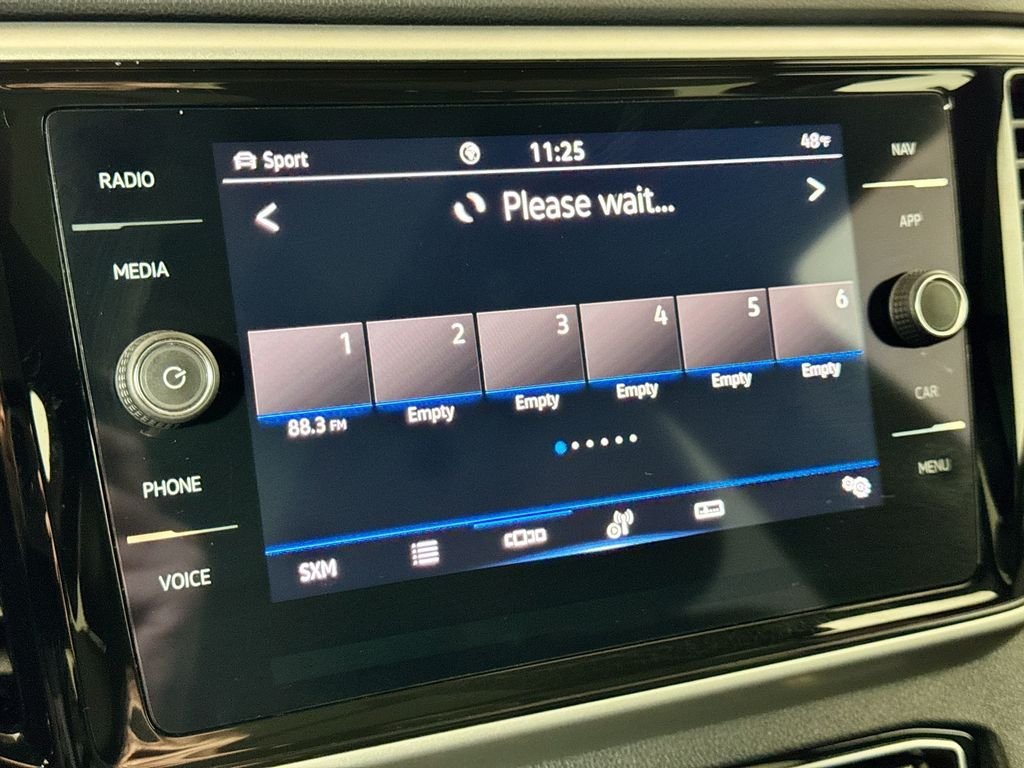 RADIO
MEDIA
PHONE
VOICE
Sport
11:25
48°F
Please wait...
1
2
3
4
5
6
88.3 FM
Empty
Empty
Empty
Empty
Empty
SXM
NAV
APP
CAR
MENU